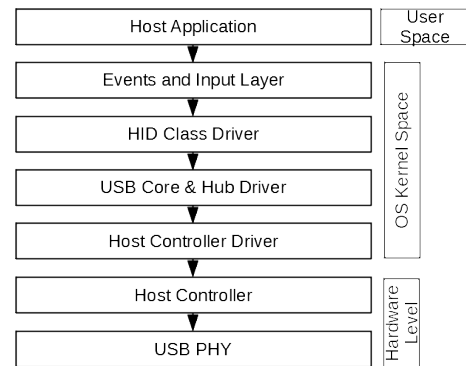 Host Application
User
Space
Events and Input Layer
HID Class Driver
USB Core & Hub Driver
Host Controller Driver
OS Kernel Space
Host Controller
USB PHY
Hardware
Level